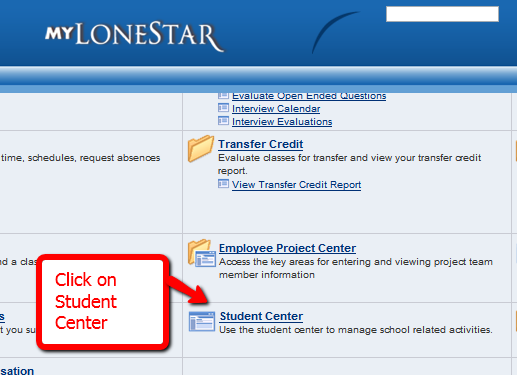 MYLONESTAR
Evaluate Open Ended Questions
Interview Calendar
Interview Evaluations
Transfer Credit
time, schedules, request absences
Evaluate classes for transfer and view your transfer credit
report.
View Transfer Credit Report
Employee Project Center
nd a clas
Access the key areas for entering and viewing project team
member information
Click on
Student
Center
s
Student Center
t you su
Use the student center to manage school related activities.
sation